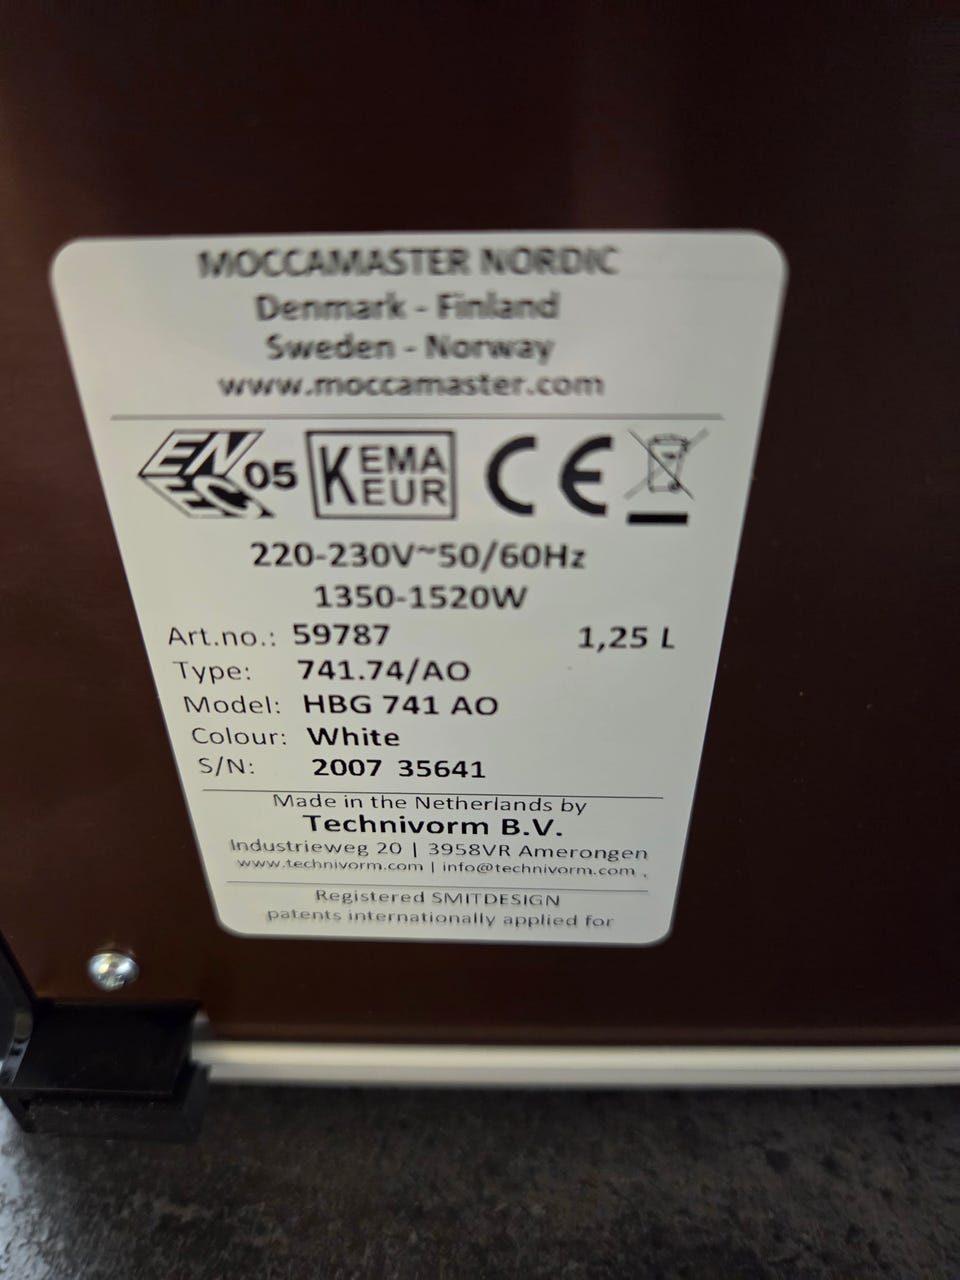 MOCCAMASTER NORDIC
Denmark - Finland
Sweden - Norway
www.moccamaster.com
EN EC 05 KEMA KEUR CE
220-230V~50/60Hz
1350-1520W
Art.no.: 59787 1,25 L
Type: 741.74/AO
Model: HBG 741 AO
Colour: White
S/N: 2007 35641
Made in the Netherlands by
Technivorm B.V.
Industrieweg 20 | 3958VR Amerongen
www.technivorm.com | info@technivorm.com
Registered SMITDESIGN
patents internationally applied for